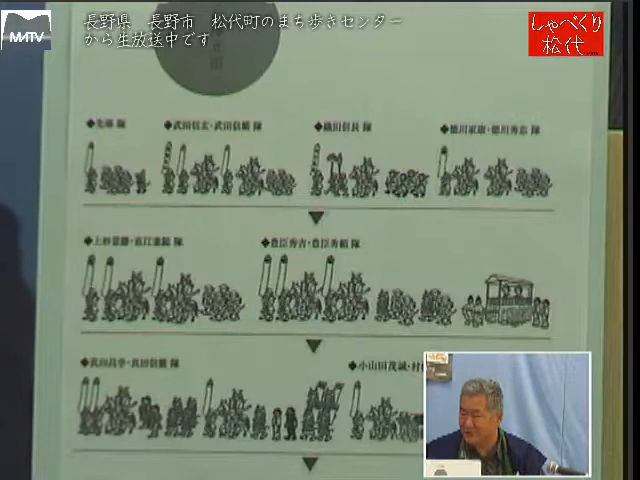 長野県　長野市　松代町のまち歩きセンター
から生放送中です
MATV
しゃべくり
松代
◆先導 隊
◆武田信玄・武田信繁 隊
◆織田信長 隊
◆徳川家康・徳川秀忠 隊
◆上杉景勝・直江兼続 隊
◆豊臣秀吉・豊臣秀頼 隊
◆真田昌幸・真田信繁 隊
◆小山田茂誠・村